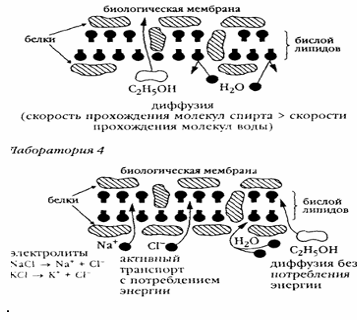 биологическая мембрана
белки
бислой
липидов
C₂H₅OH
H₂O
диффузия
(скорость прохождения молекул спирта > скорости
прохождения молекул воды)
Лаборатория 4
биологическая мембрана
белки
бислой
липидов
Na⁺
Cl⁻
H₂O
C₂H₅OH
электролиты
NaCl → Na⁺ + Cl⁻
KCl → K⁺ + Cl⁻
активный
транспорт
с потреблением
энергии
диффузия без
потребления
энергии